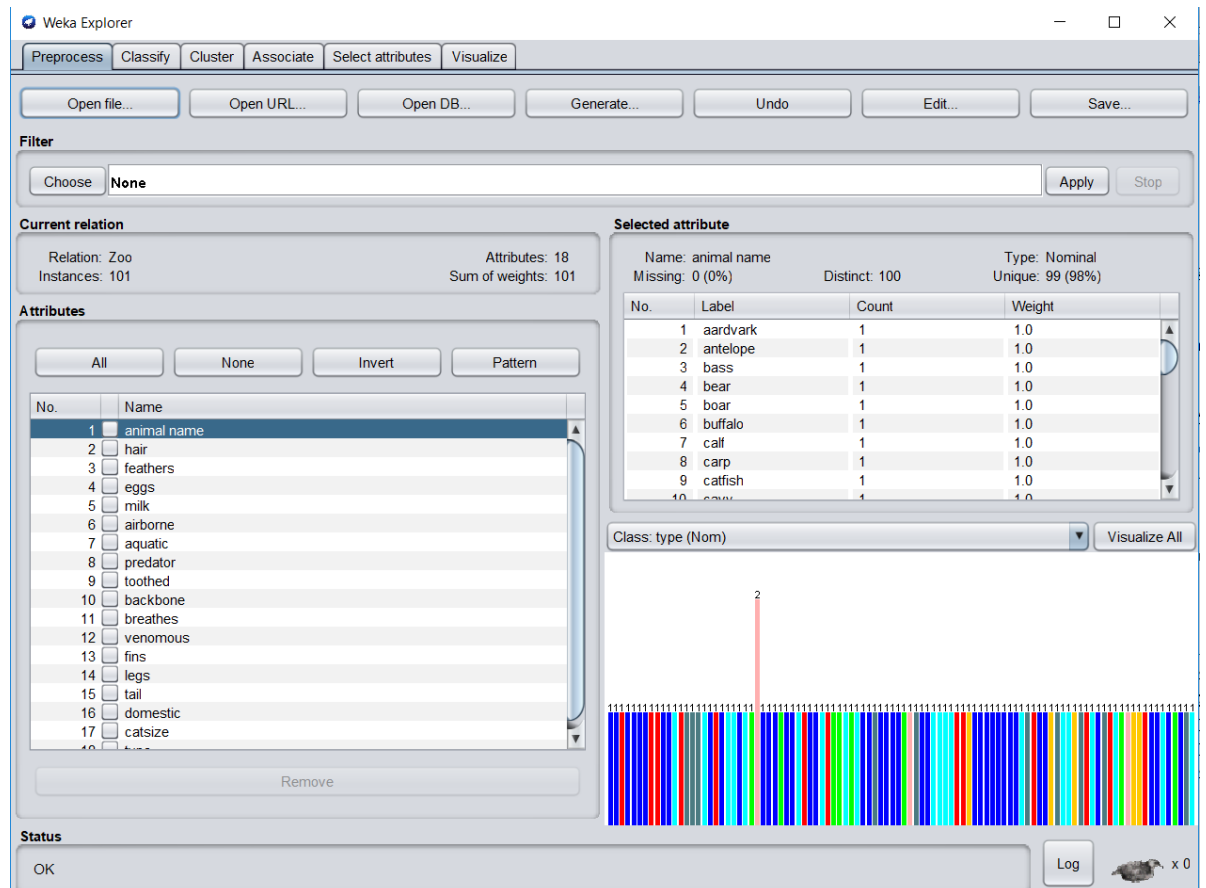 Weka Explorer
Preprocess Classify Cluster Associate Select attributes Visualize
Open file... Open URL... Open DB... Generate... Undo Edit... Save...
Filter
Choose None Apply Stop
Current relation
Relation: Zoo Attributes: 18
Instances: 101 Sum of weights: 101
Attributes
All None Invert Pattern
No. Name
1 animal name
2 hair
3 feathers
4 eggs
5 milk
6 airborne
7 aquatic
8 predator
9 toothed
10 backbone
11 breathes
12 venomous
13 fins
14 legs
15 tail
16 domestic
17 catsize
18 type
Remove
Selected attribute
Name: animal name Type: Nominal
Missing: 0 (0%) Distinct: 100 Unique: 99 (98%)
No. Label Count Weight
1 aardvark 1 1.0
2 antelope 1 1.0
3 bass 1 1.0
4 bear 1 1.0
5 boar 1 1.0
6 buffalo 1 1.0
7 calf 1 1.0
8 carp 1 1.0
9 catfish 1 1.0
10 cavy 1 1.0
Class: type (Nom) Visualize All
2
Status
OK
Log x 0